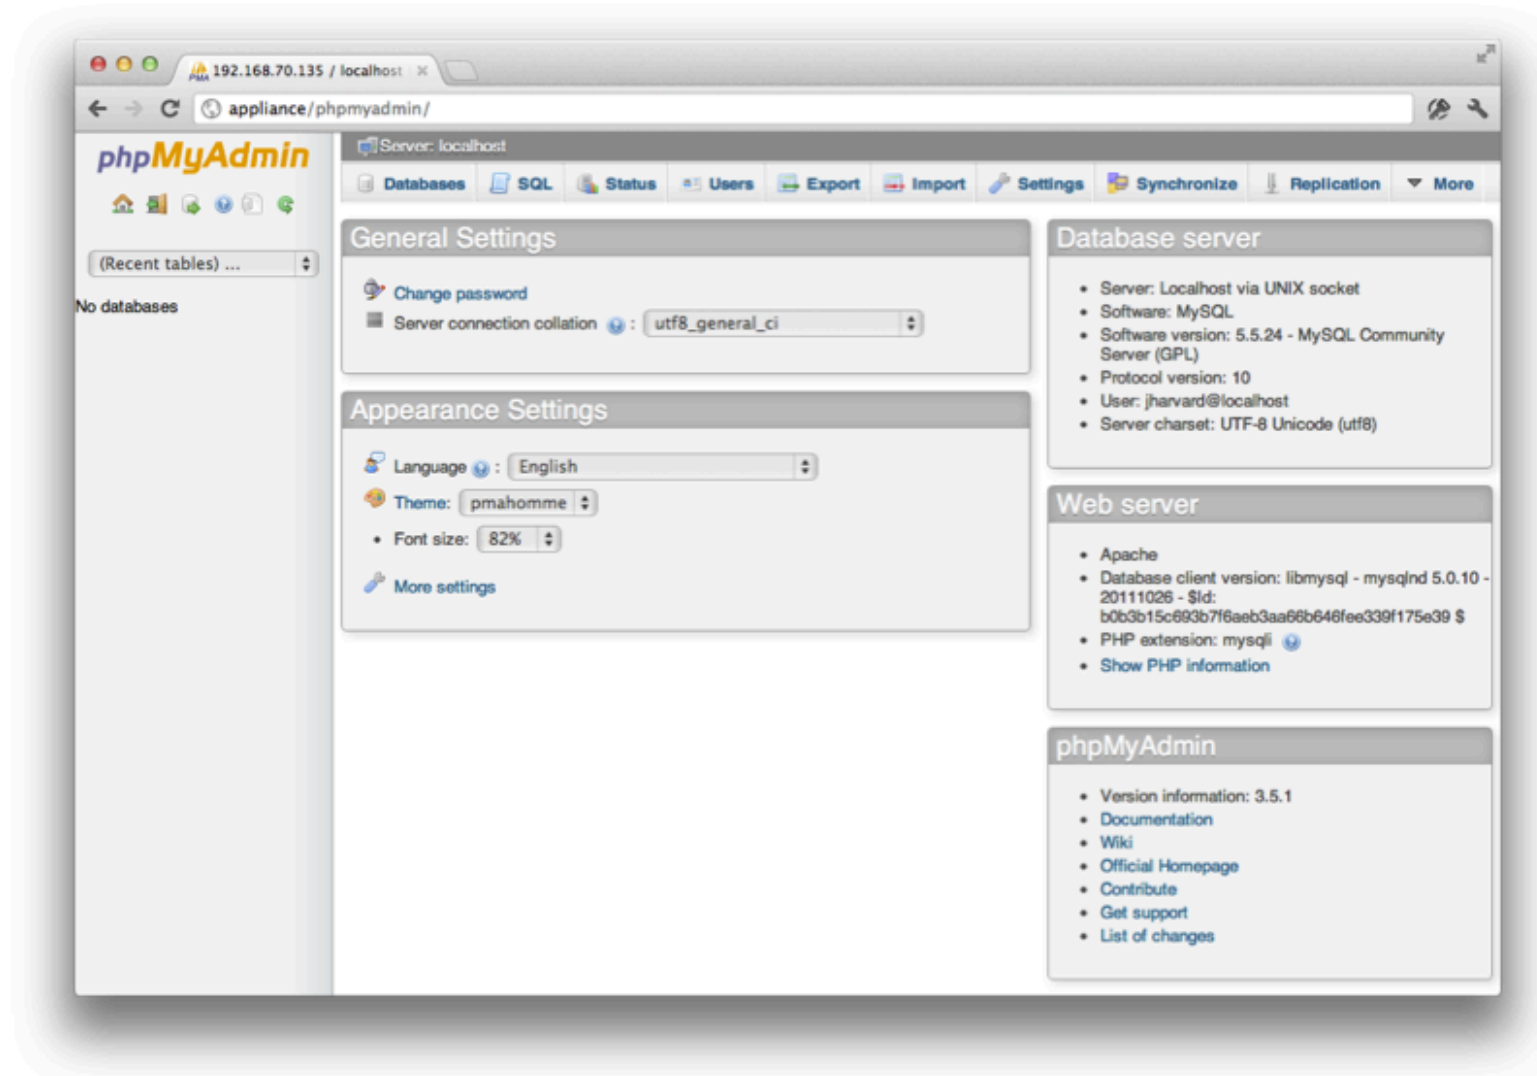 192.168.70.135 / localhost
appliance/phpmyadmin/
phpMyAdmin
(Recent tables) ...
No databases
Server: localhost
Databases SQL Status Users Export Import Settings Synchronize Replication More
General Settings
Change password
Server connection collation : utf8_general_ci
Appearance Settings
Language : English
Theme: pmahomme
• Font size: 82%
More settings
Database server
• Server: Localhost via UNIX socket
• Software: MySQL
• Software version: 5.5.24 - MySQL Community
Server (GPL)
• Protocol version: 10
• User: jharvard@localhost
• Server charset: UTF-8 Unicode (utf8)
Web server
• Apache
• Database client version: libmysql - mysqlnd 5.0.10 -
20111026 - $Id:
b0b3b15c693b7f6aeb3aa66b646fee339f175e39 $
• PHP extension: mysqli
• Show PHP information
phpMyAdmin
• Version information: 3.5.1
• Documentation
• Wiki
• Official Homepage
• Contribute
• Get support
• List of changes